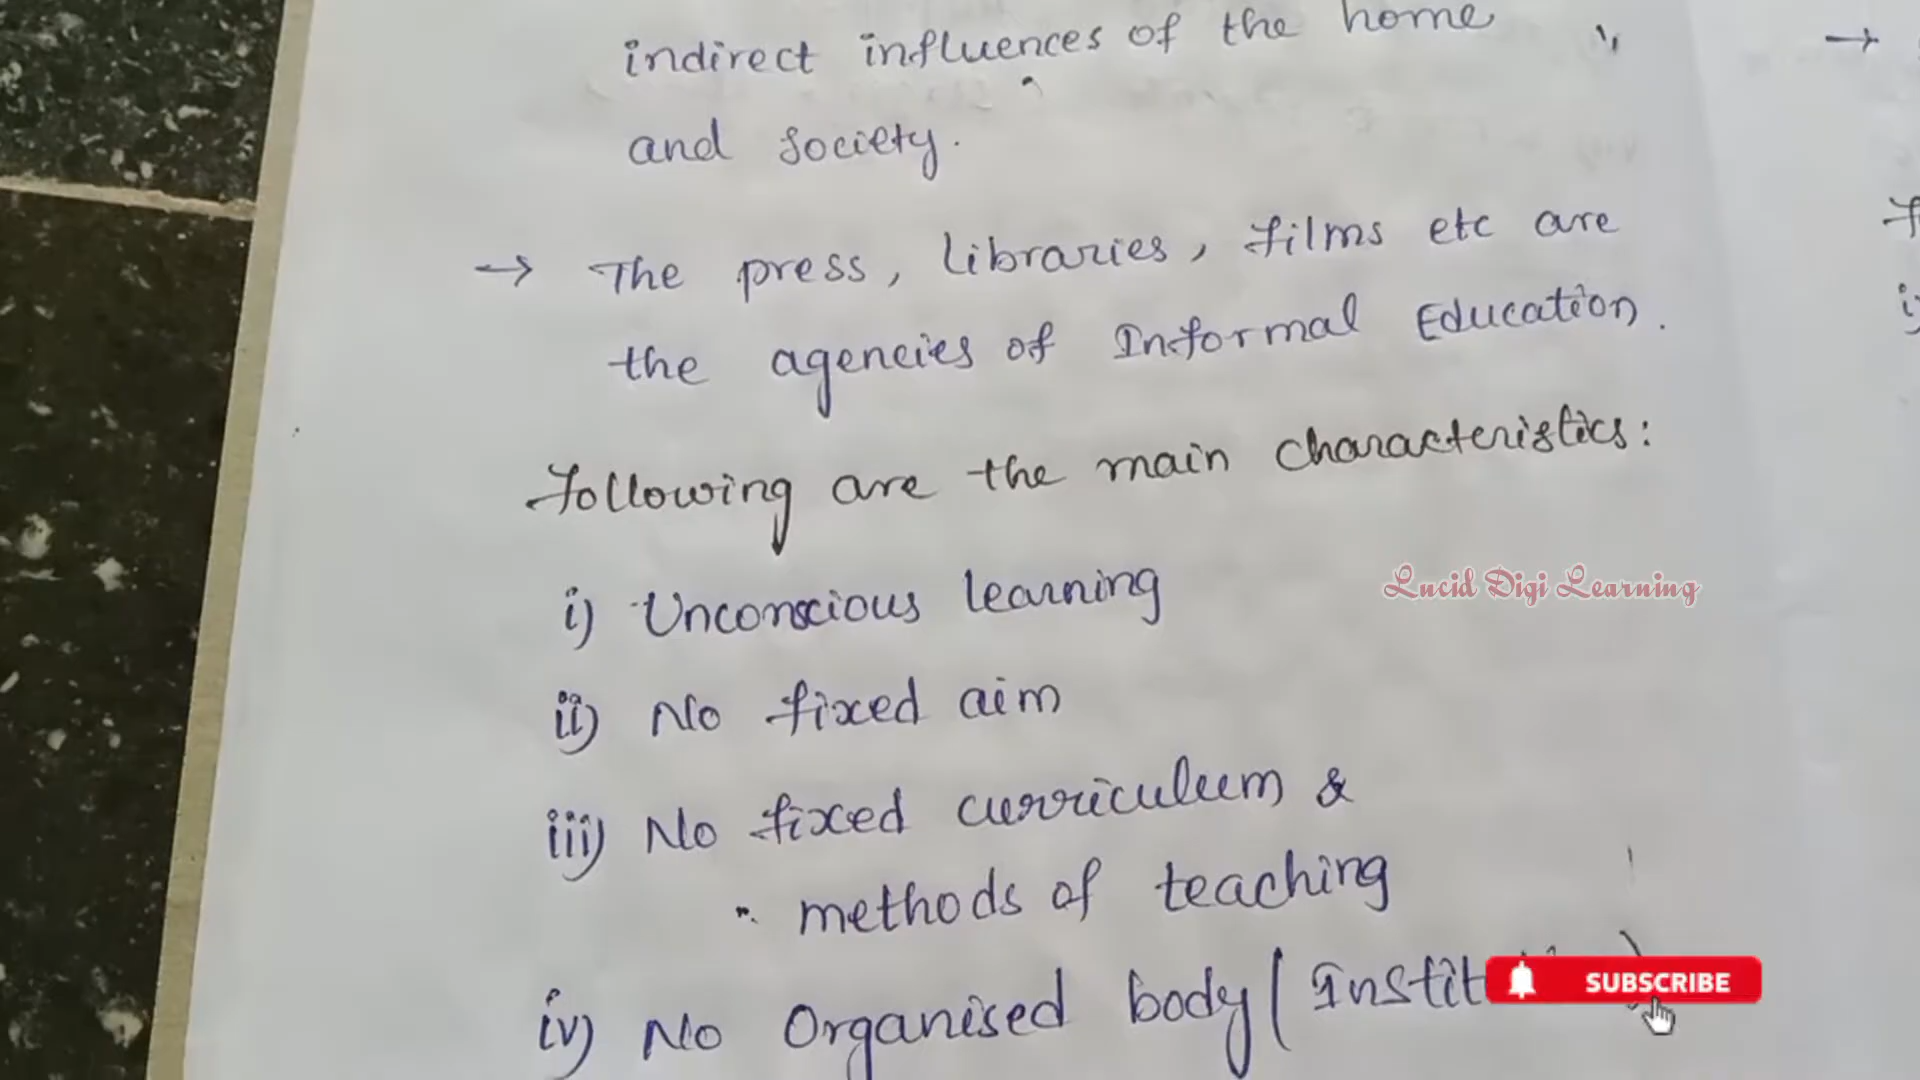 indirect influences of the home
and society.
→ The press, libraries, films etc are
the agencies of Informal Education.
Following are the main characteristics:
i) Unconscious learning
Lucid Digi Learning
ii) No fixed aim
iii) No fixed curriculum &
methods of teaching
iv) No Organised body (
SUBSCRIBE